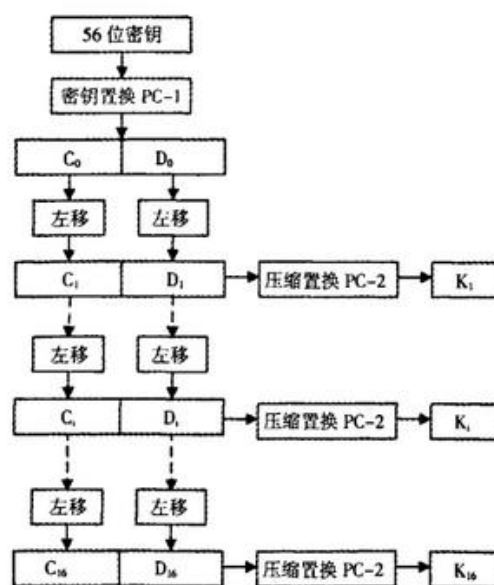 56 位密钥
密钥置换 PC-1
C₀ D₀
左移 左移
C₁ D₁ 压缩置换 PC-2 K₁
左移 左移
Cᵢ Dᵢ 压缩置换 PC-2 Kᵢ
左移 左移
C₁₆ D₁₆ 压缩置换 PC-2 K₁₆